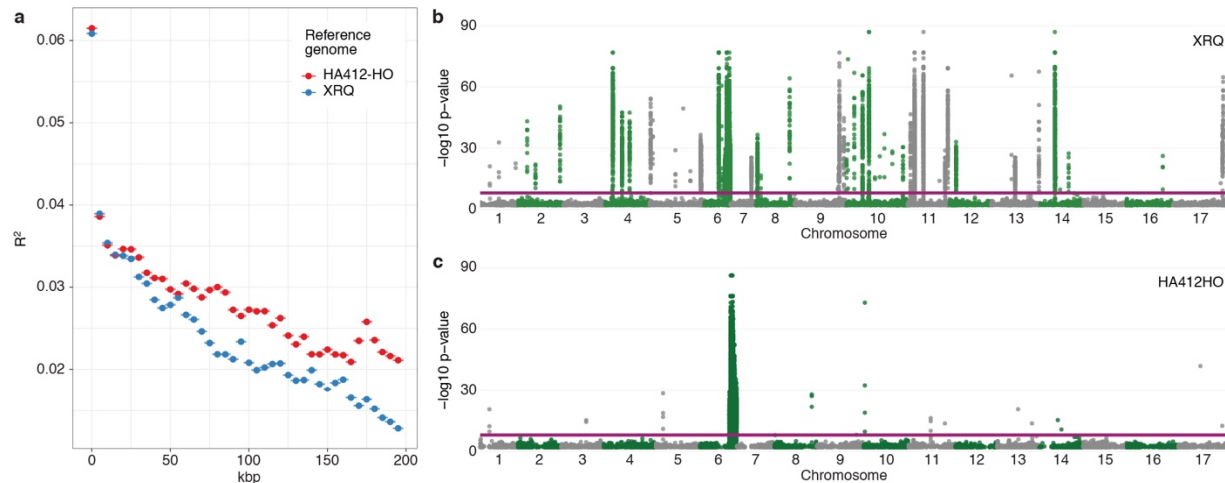 a
0.06
0.05
0.04
0.03
0.02
R²
0 50 100 150 200
kbp
Reference
genome
HA412-HO
XRQ
b
XRQ
90
60
30
0
−log10 p-value
1 2 3 4 5 6 7 8 9 10 11 12 13 14 15 16 17
Chromosome
c
HA412HO
90
60
30
0
−log10 p-value
1 2 3 4 5 6 7 8 9 10 11 12 13 14 15 16 17
Chromosome